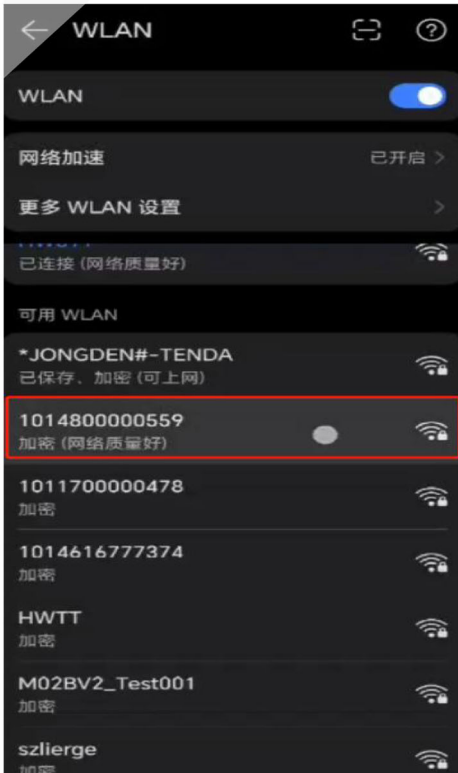 WLAN
WLAN
网络加速 已开启
更多 WLAN 设置
已连接 (网络质量好)
可用 WLAN
*JONGDEN#-TENDA
已保存、加密 (可上网)
1014800000559
加密 (网络质量好)
1011700000478
加密
1014616777374
加密
HWTT
加密
M02BV2_Test001
加密
szlierge